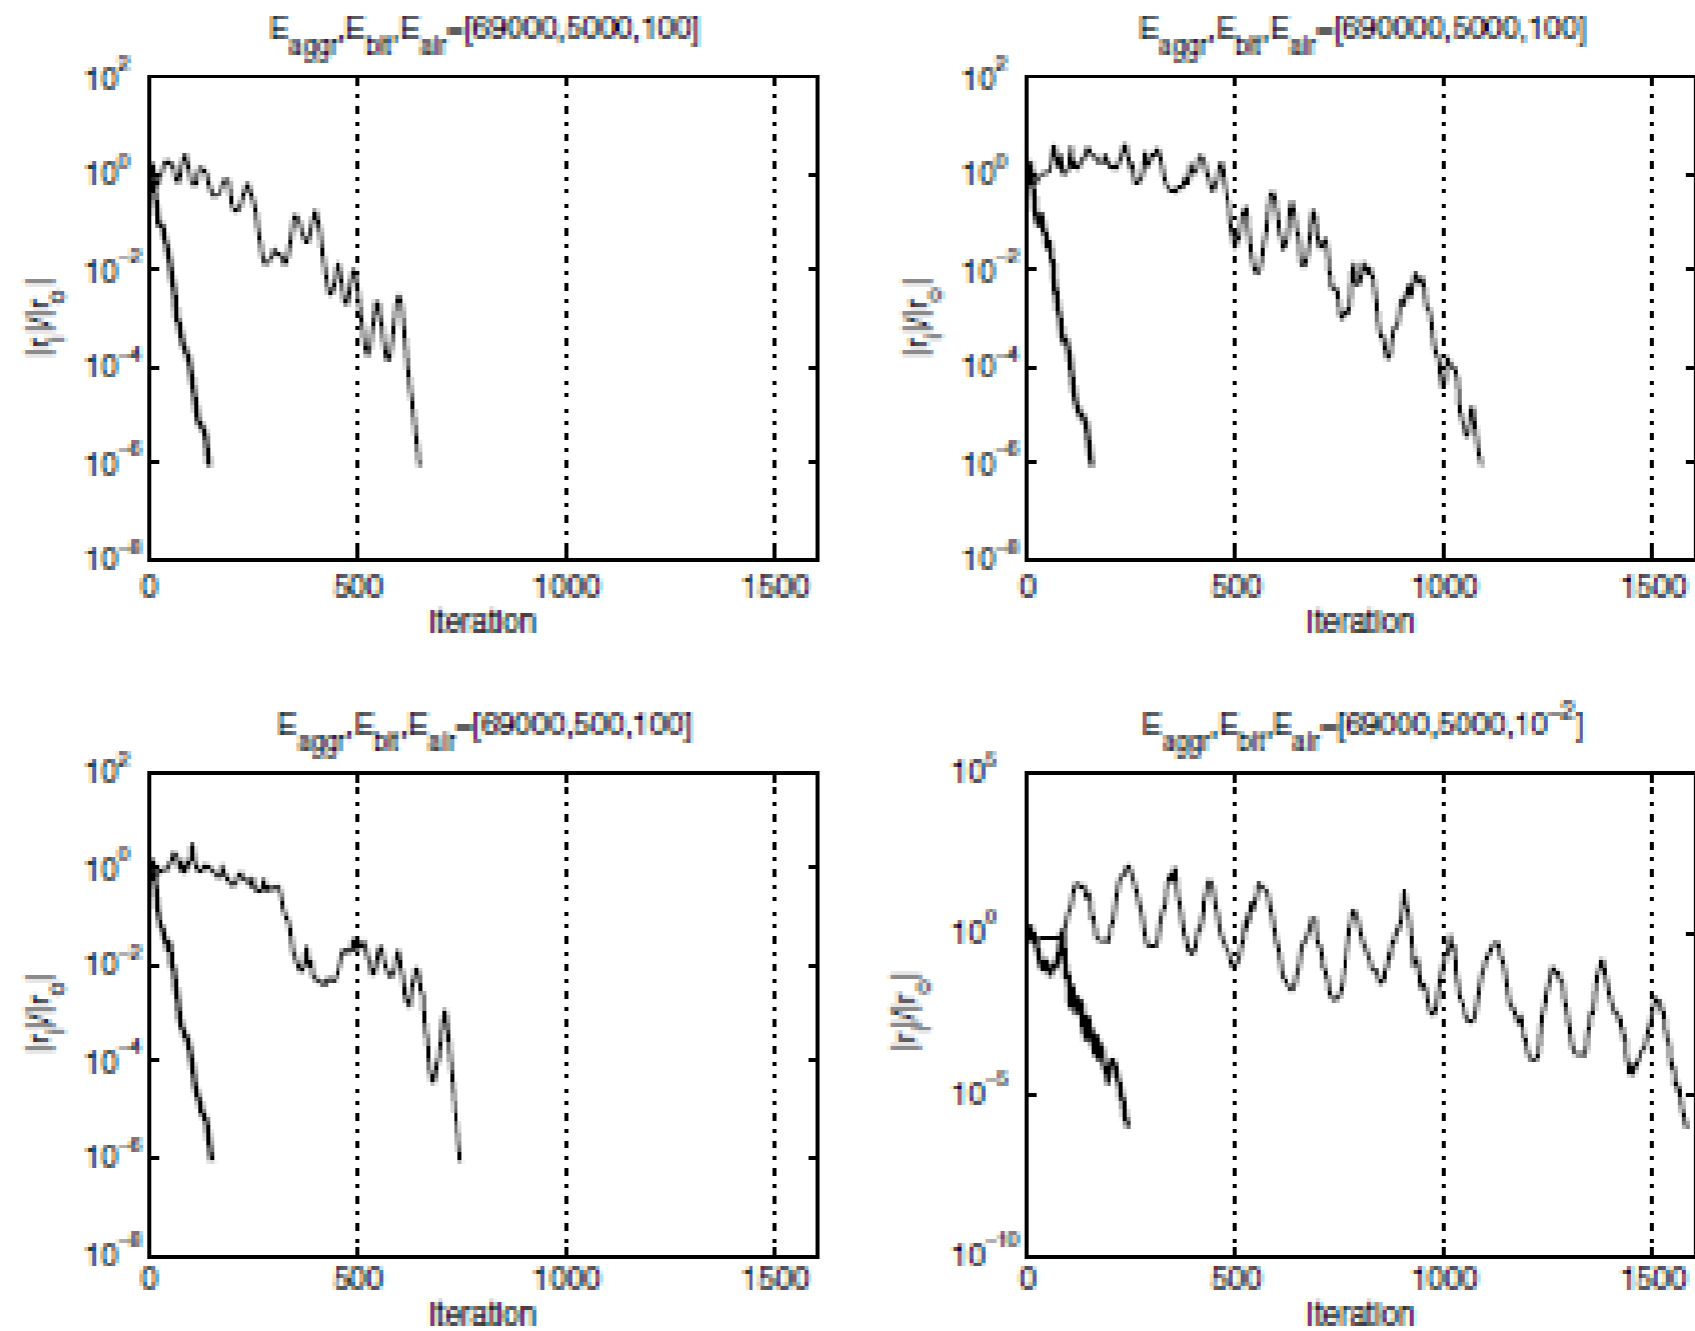 E_aggr,E_bit,E_air=[69000,5000,100]
10^2
10^0
10^-2
10^-4
10^-6
10^-8
|r_i|/|r_o|
0 500 1000 1500
Iteration
E_aggr,E_bit,E_air=[690000,5000,100]
10^2
10^0
10^-2
10^-4
10^-6
10^-8
|r_i|/|r_o|
0 500 1000 1500
Iteration
E_aggr,E_bit,E_air=[69000,500,100]
10^2
10^0
10^-2
10^-4
10^-6
10^-8
|r_i|/|r_o|
0 500 1000 1500
Iteration
E_aggr,E_bit,E_air=[69000,5000,10^-2]
10^5
10^0
10^-5
10^-10
|r_i|/|r_o|
0 500 1000 1500
Iteration